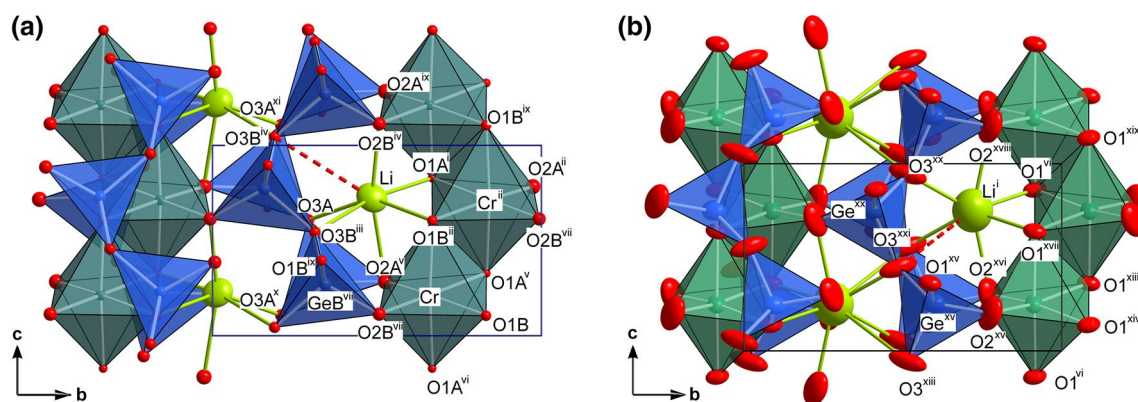 (a)
O2A^ix
O3A^xi
O1B^ix
O3B^iv
O2B^iv
O1A^i
O2A^ii
Li
Cr^ii
O3A
O3B^iii
O1B^ii
O2B^vii
O1B^ix
O2A^v
O1A^v
GeB^vii
Cr
O3A^x
O1B
O2B^vii
O1A^vi
c
b
(b)
O1^xix
O2^xviii
O3^xx
O1^vi
Li^i
Ge^xx
O3^xxi
O1^xvii
O1^xv
O2^xvi
O1^xiii
Ge^xv
O1^xiv
O2^xv
O3^xiii
O1^vi
c
b